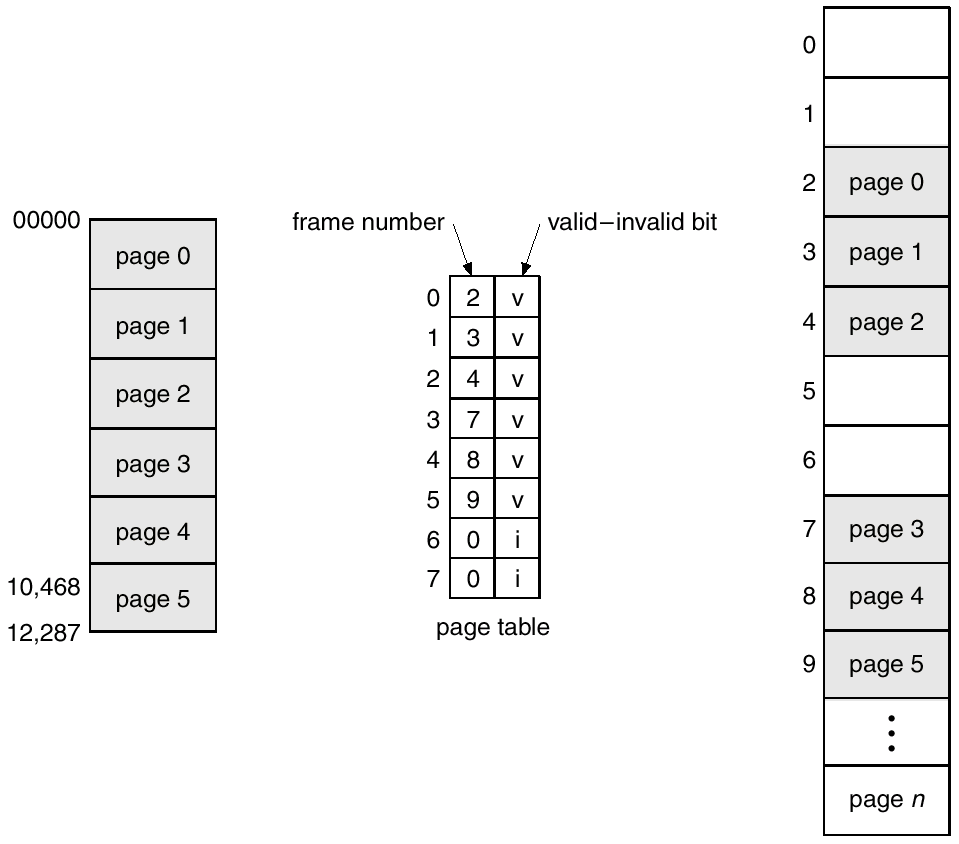 00000
page 0
page 1
page 2
page 3
page 4
10,468
page 5
12,287
frame number
valid–invalid bit
0 2 v
1 3 v
2 4 v
3 7 v
4 8 v
5 9 v
6 0 i
7 0 i
page table
0
1
2 page 0
3 page 1
4 page 2
5
6
7 page 3
8 page 4
9 page 5
⋮
page n